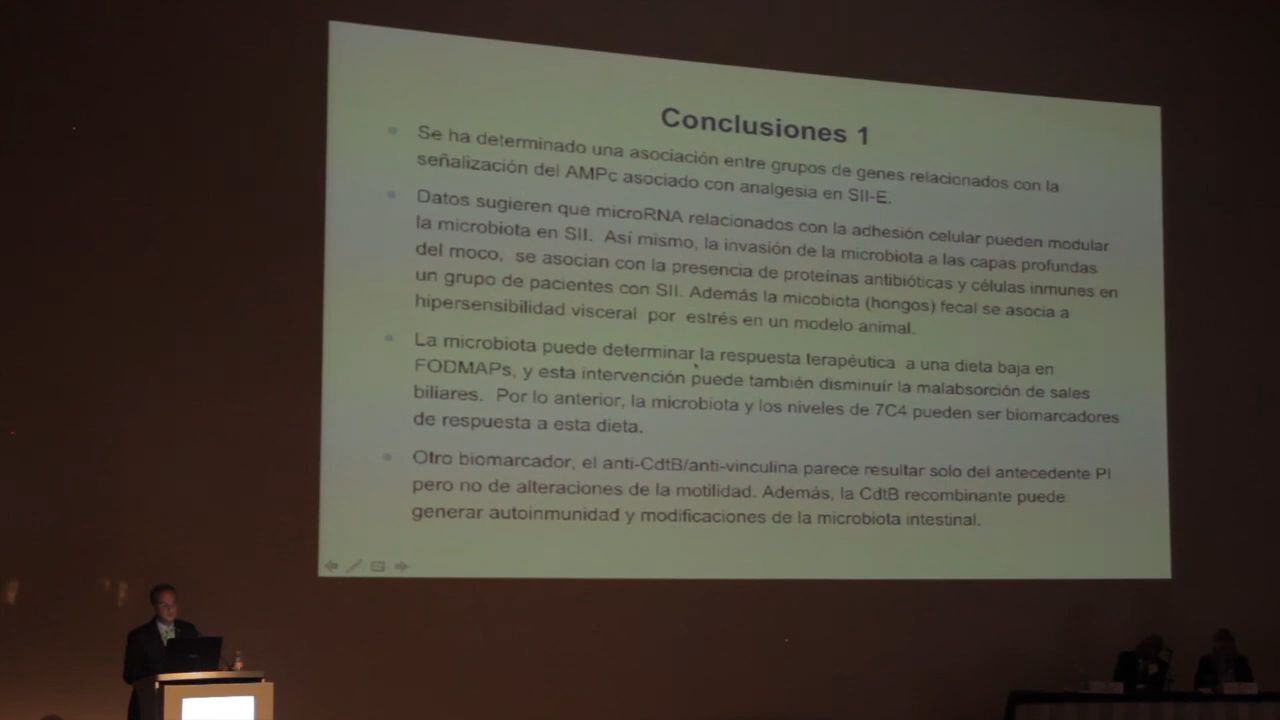 Conclusiones 1
Se ha determinado una asociación entre grupos de genes relacionados con la
señalización del AMPc asociado con analgesia en SII-E.
Datos sugieren que microRNA relacionados con la adhesión celular pueden modular
la microbiota en SII. Así mismo, la invasión de la microbiota a las capas profundas
del moco, se asocian con la presencia de proteínas antibióticas y células inmunes en
un grupo de pacientes con SII. Además la micobiota (hongos) fecal se asocia a
hipersensibilidad visceral por estrés en un modelo animal.
La microbiota puede determinar la respuesta terapéutica a una dieta baja en
FODMAPs, y esta intervención puede también disminuir la malabsorción de sales
biliares. Por lo anterior, la microbiota y los niveles de 7C4 pueden ser biomarcadores
de respuesta a esta dieta.
Otro biomarcador, el anti-CdtB/anti-vinculina parece resultar solo del antecedente PI
pero no de alteraciones de la motilidad. Además, la CdtB recombinante puede
generar autoinmunidad y modificaciones de la microbiota intestinal.